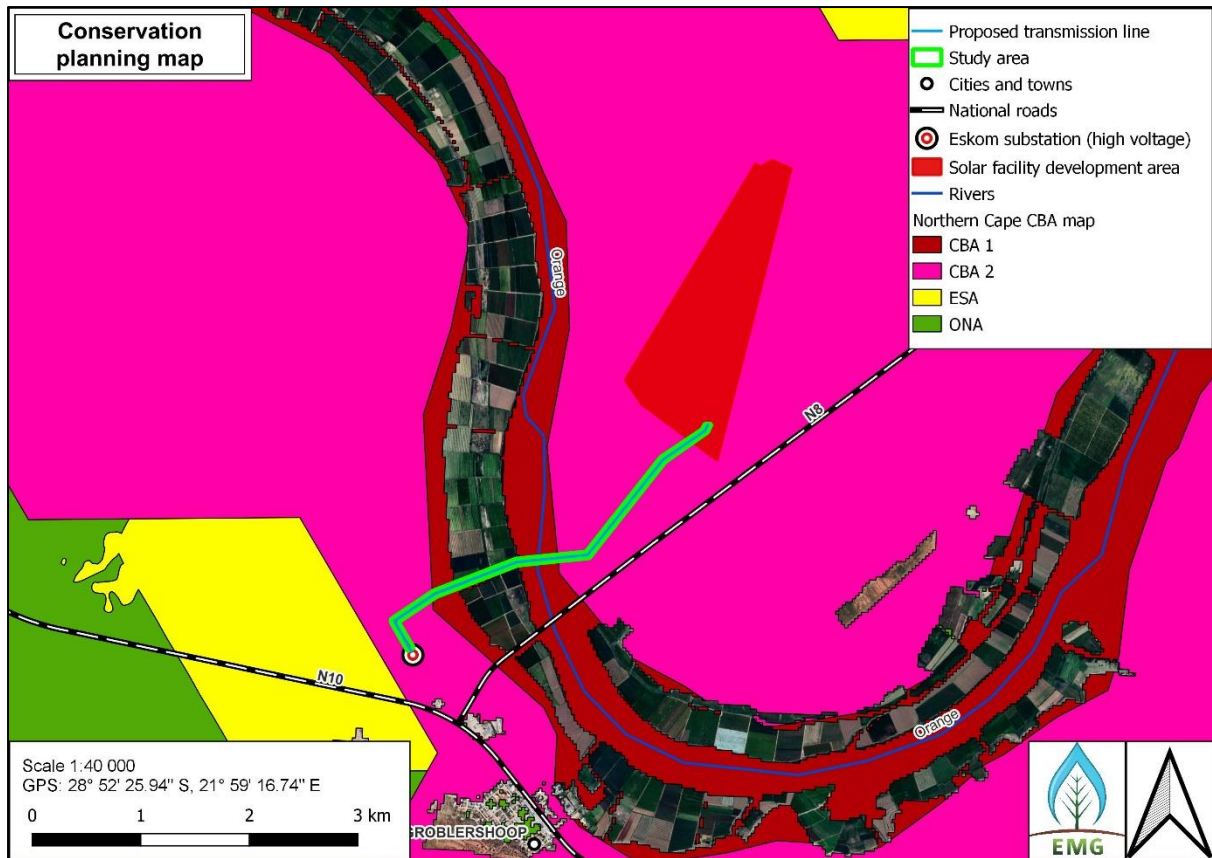 Conservation
planning map
Proposed transmission line
Study area
Cities and towns
National roads
Eskom substation (high voltage)
Solar facility development area
Rivers
Northern Cape CBA map
CBA 1
CBA 2
ESA
ONA
Orange
N8
N10
Orange
GROBLERSHOOP
Scale 1:40 000
GPS: 28° 52' 25.94" S, 21° 59' 16.74" E
0 1 2 3 km
EMG